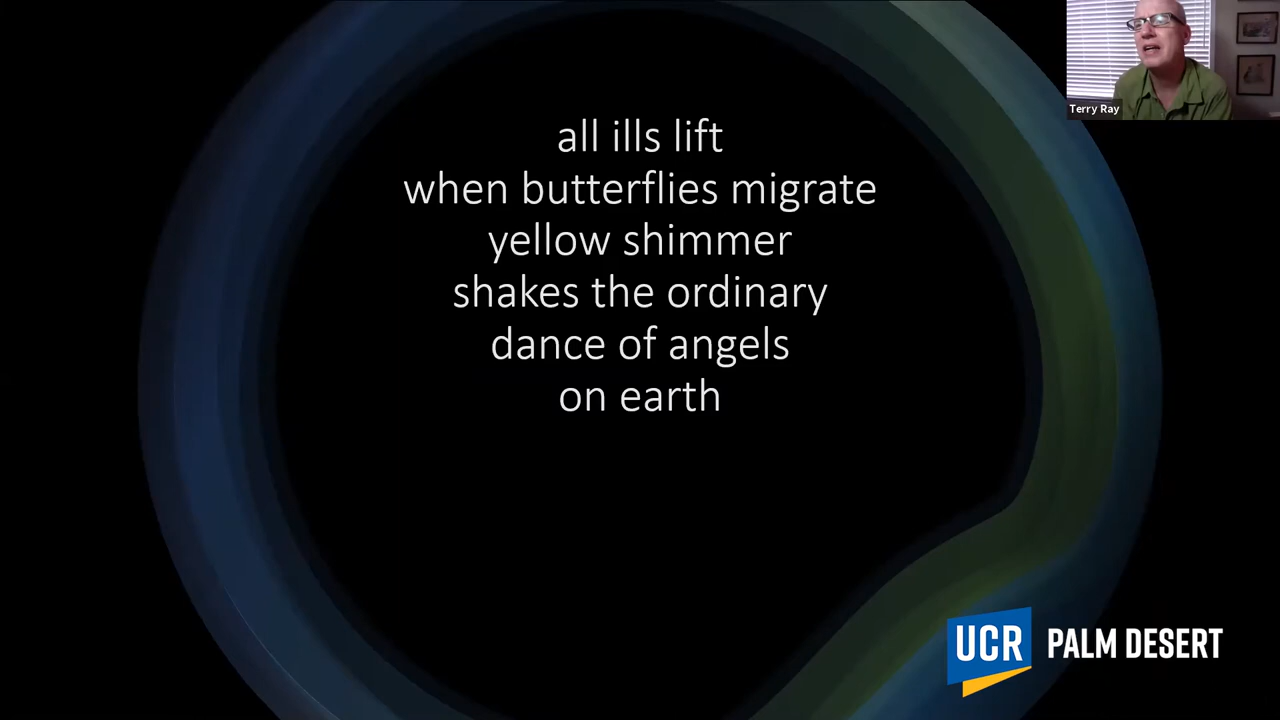 Terry Ray
all ills lift
when butterflies migrate
yellow shimmer
shakes the ordinary
dance of angels
on earth
UCR PALM DESERT